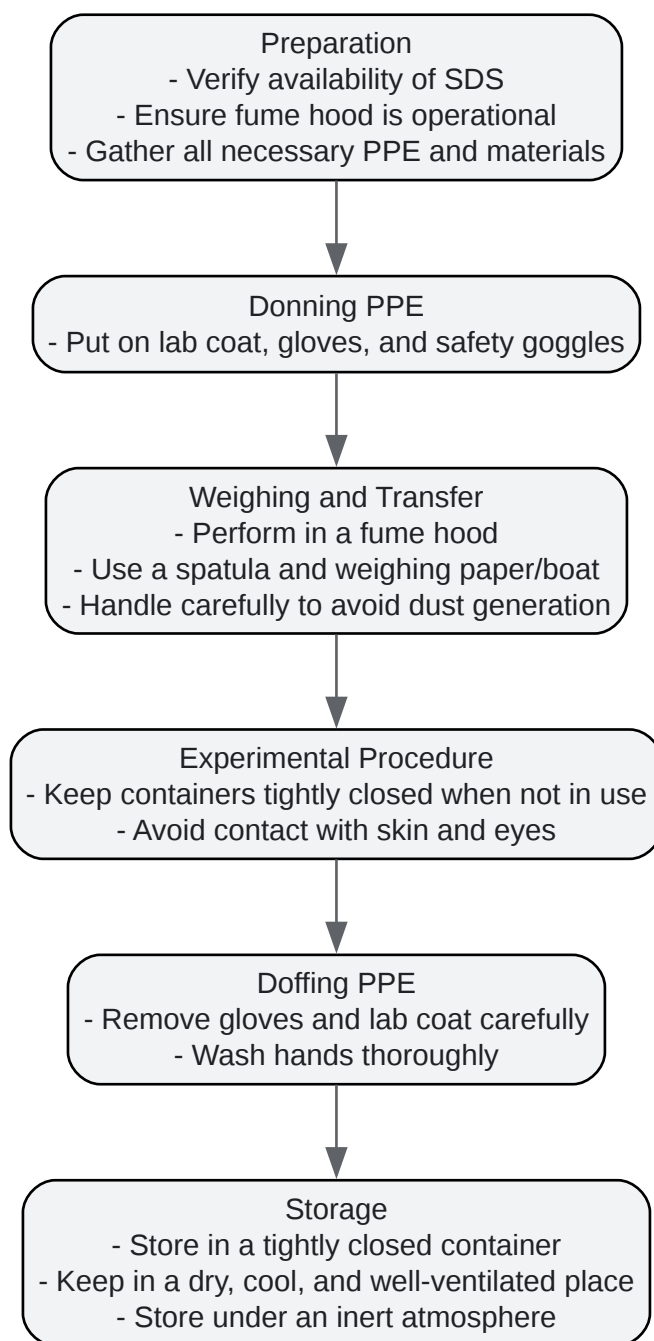 Preparation
- Verify availability of SDS
- Ensure fume hood is operational
- Gather all necessary PPE and materials
Donning PPE
- Put on lab coat, gloves, and safety goggles
Weighing and Transfer
- Perform in a fume hood
- Use a spatula and weighing paper/boat
- Handle carefully to avoid dust generation
Experimental Procedure
- Keep containers tightly closed when not in use
- Avoid contact with skin and eyes
Doffing PPE
- Remove gloves and lab coat carefully
- Wash hands thoroughly
Storage
- Store in a tightly closed container
- Keep in a dry, cool, and well-ventilated place
- Store under an inert atmosphere